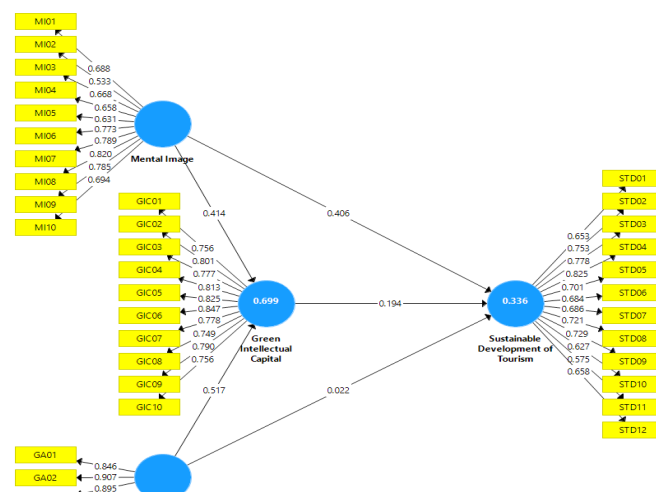 MI01
MI02
MI03
MI04
MI05
MI06
MI07
MI08
MI09
MI10
0.688
0.533
0.668
0.658
0.631
0.773
0.789
0.820
0.785
0.694
Mental Image
GIC01
GIC02
GIC03
GIC04
GIC05
GIC06
GIC07
GIC08
GIC09
GIC10
0.756
0.801
0.777
0.813
0.825
0.847
0.778
0.749
0.790
0.756
0.414
0.406
0.699
Green
Intellectual
Capital
0.194
0.517
0.022
0.336
Sustainable
Development of
Tourism
0.653
0.753
0.778
0.825
0.701
0.684
0.686
0.721
0.729
0.627
0.575
0.658
STD01
STD02
STD03
STD04
STD05
STD06
STD07
STD08
STD09
STD10
STD11
STD12
GA01
GA02
0.846
0.907
0.895